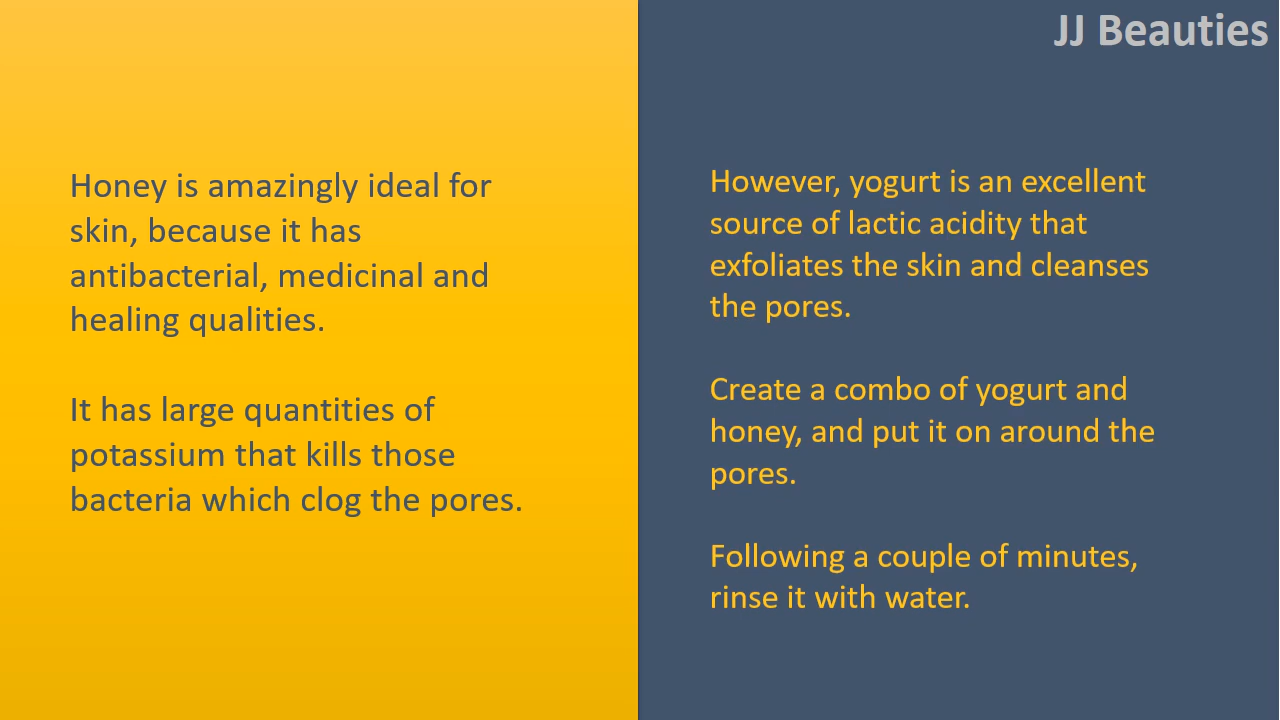 JJ Beauties
Honey is amazingly ideal for
skin, because it has
antibacterial, medicinal and
healing qualities.
It has large quantities of
potassium that kills those
bacteria which clog the pores.
However, yogurt is an excellent
source of lactic acidity that
exfoliates the skin and cleanses
the pores.
Create a combo of yogurt and
honey, and put it on around the
pores.
Following a couple of minutes,
rinse it with water.